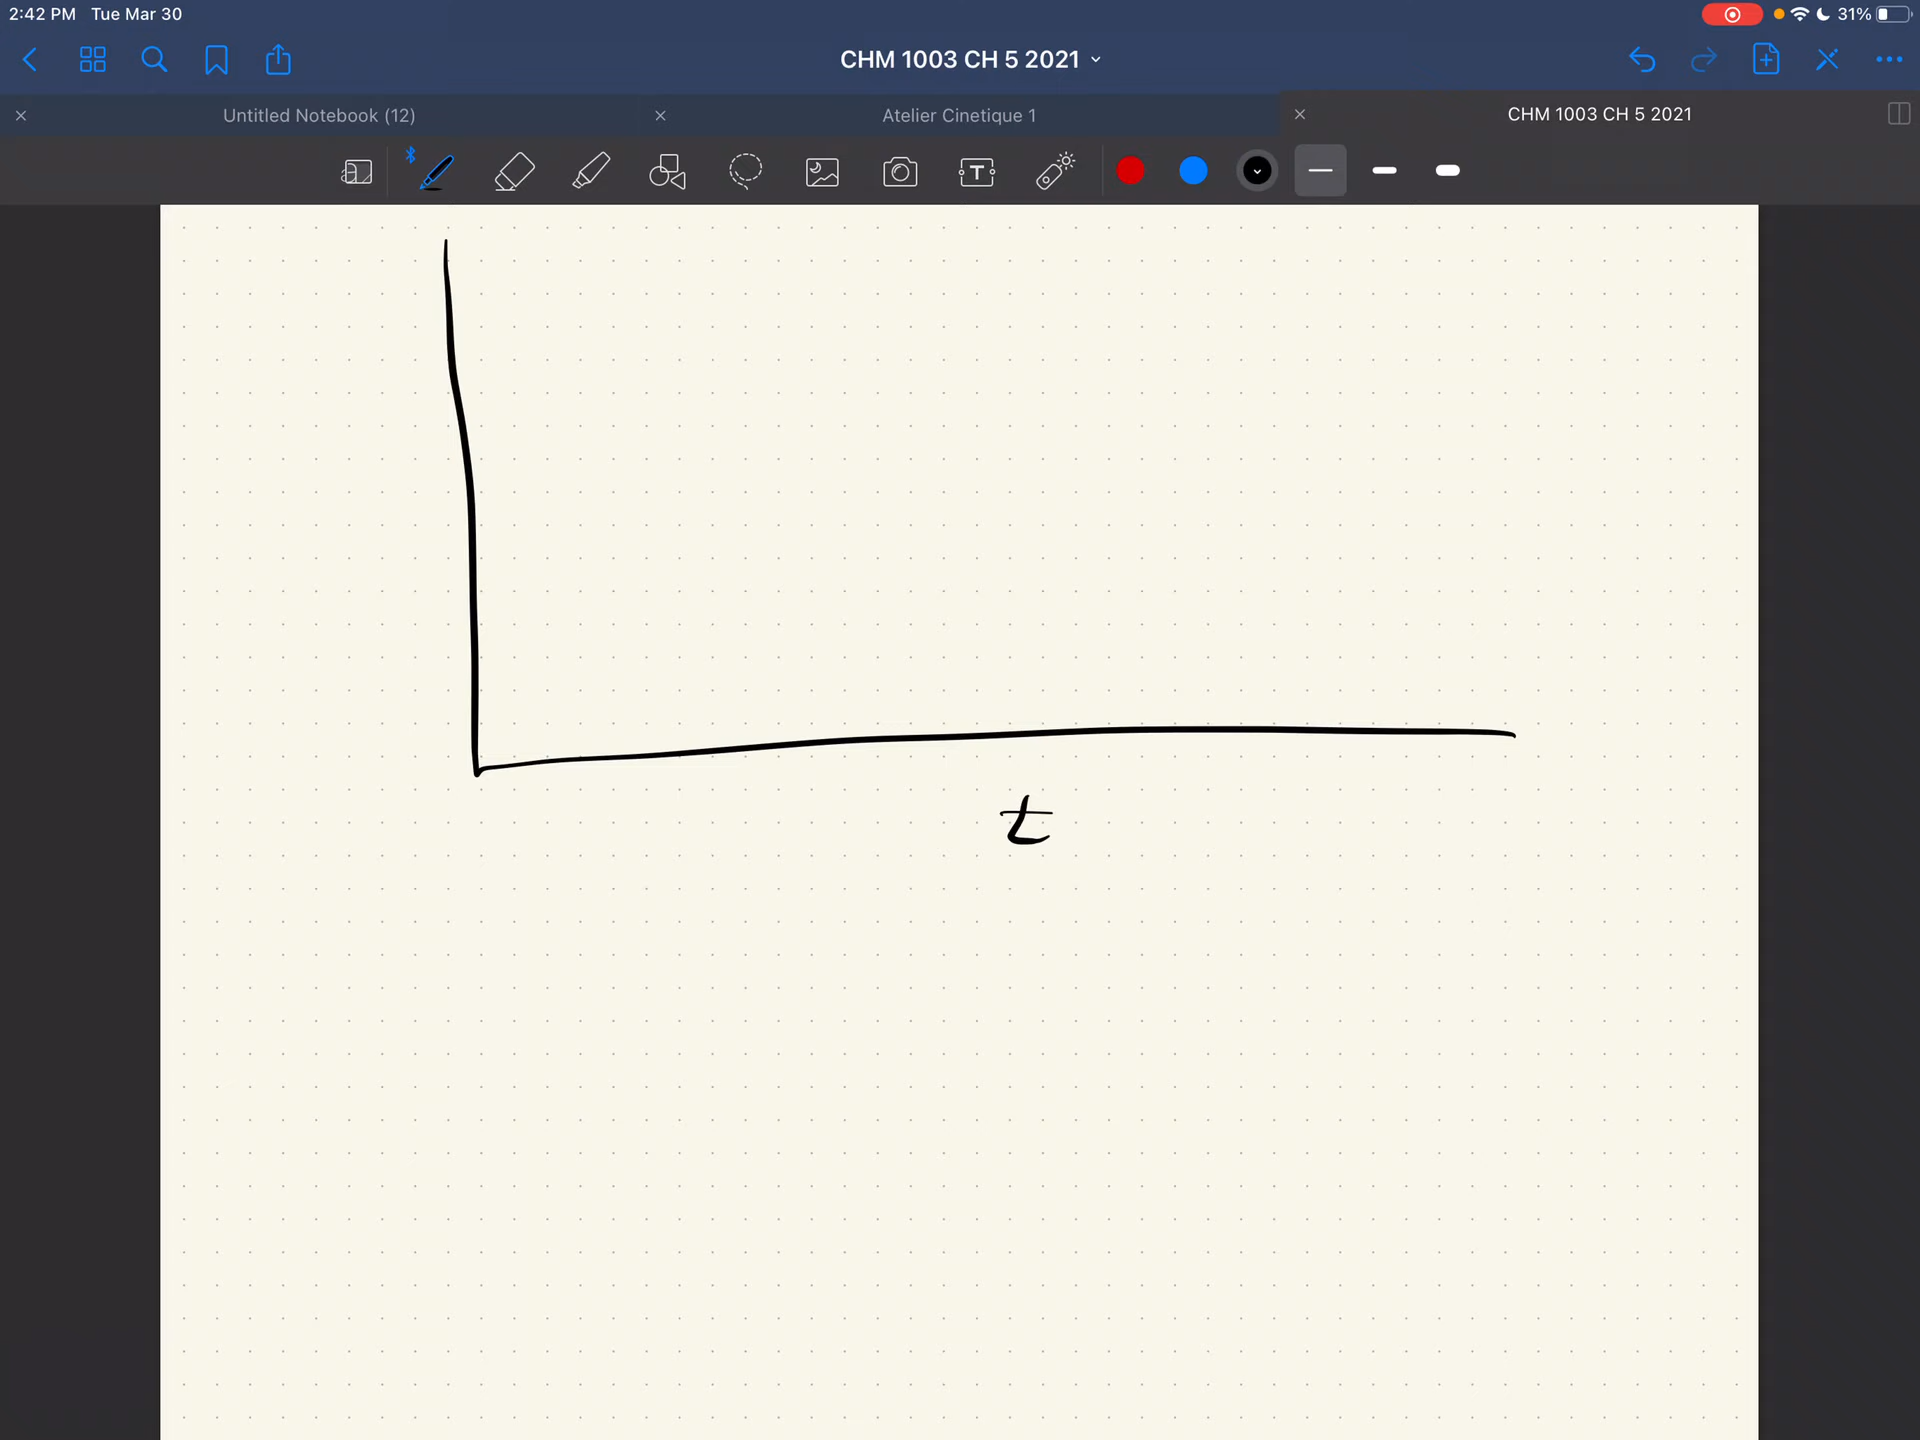 2:42 PM Tue Mar 30
31%
CHM 1003 CH 5 2021
Untitled Notebook (12)
Atelier Cinetique 1
CHM 1003 CH 5 2021
T
t